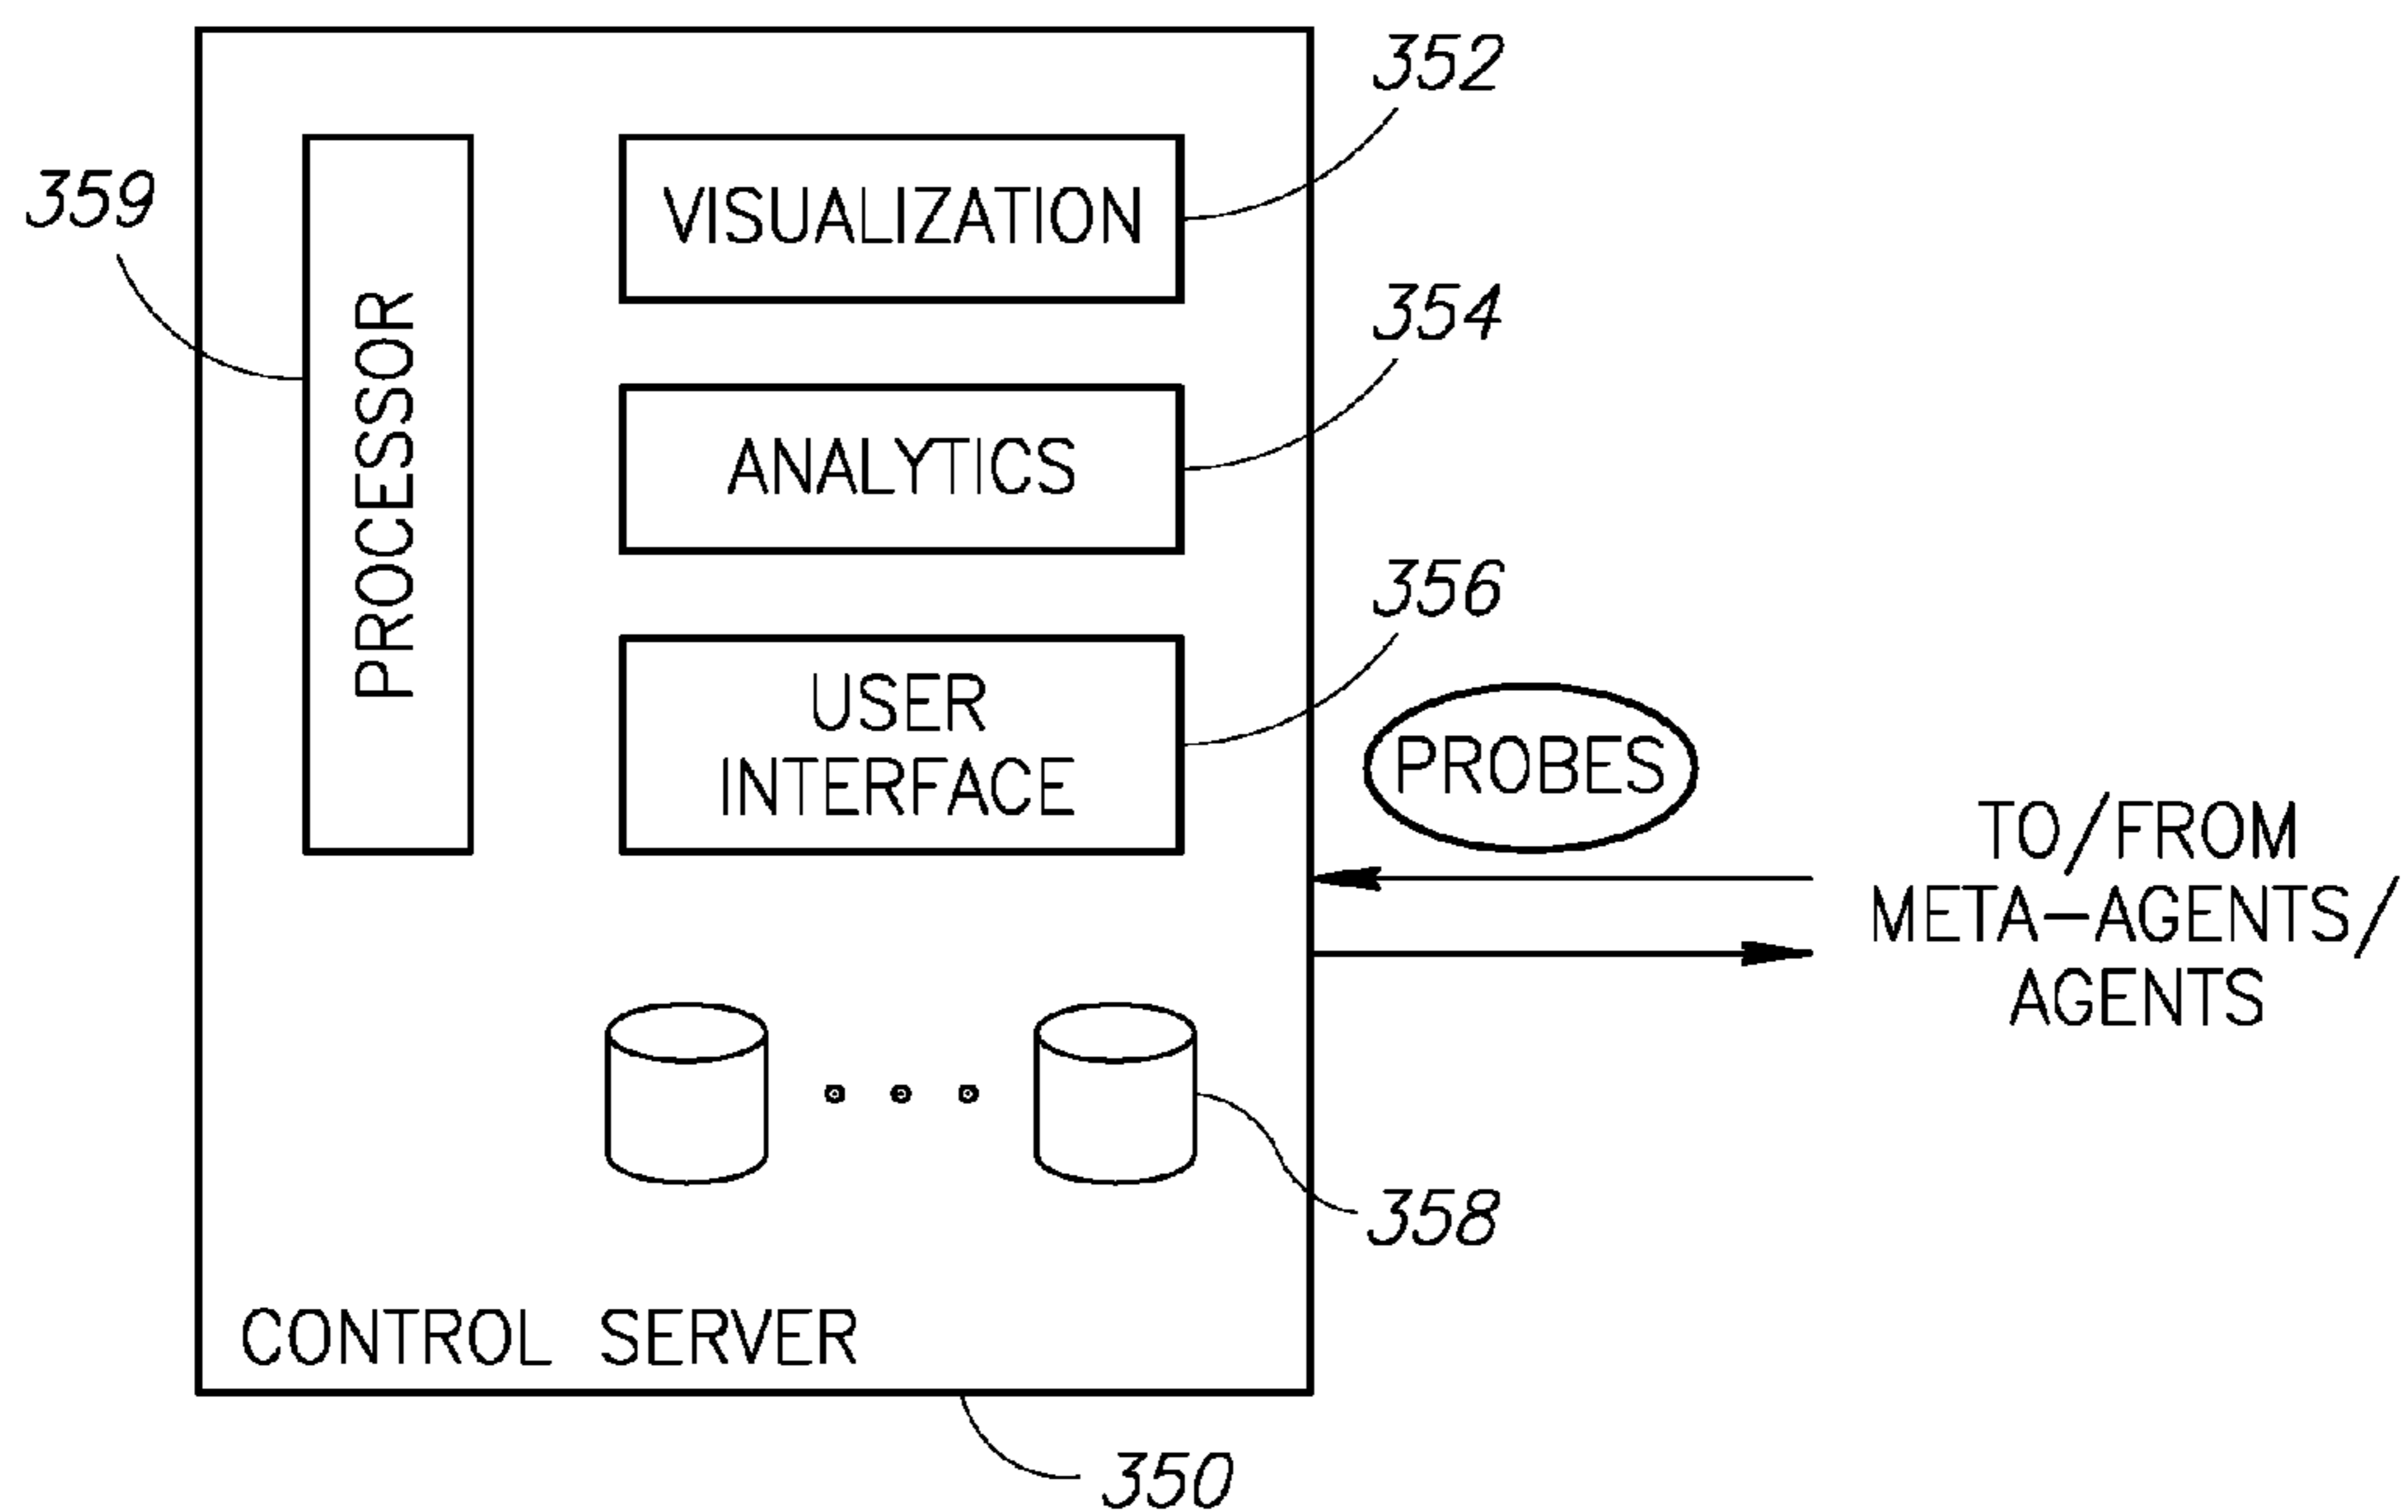 352
359
VISUALIZATION
354
PROCESSOR
ANALYTICS
356
USER
INTERFACE
PROBES
TO/FROM
META-AGENTS/
AGENTS
358
CONTROL SERVER
350